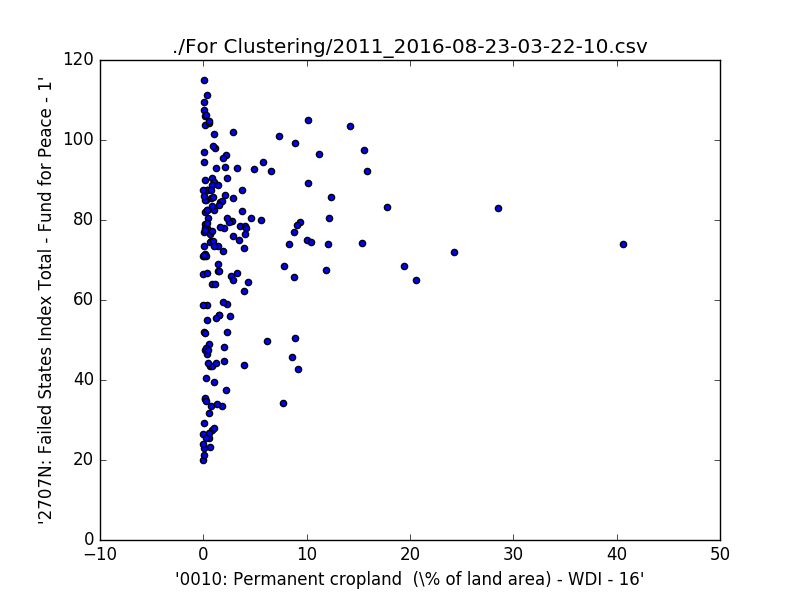 ./For Clustering/2011_2016-08-23-03-22-10.csv
'2707N: Failed States Index Total - Fund for Peace - 1'
120
100
80
60
40
20
0
−10 0 10 20 30 40 50
'0010: Permanent cropland (\% of land area) - WDI - 16'